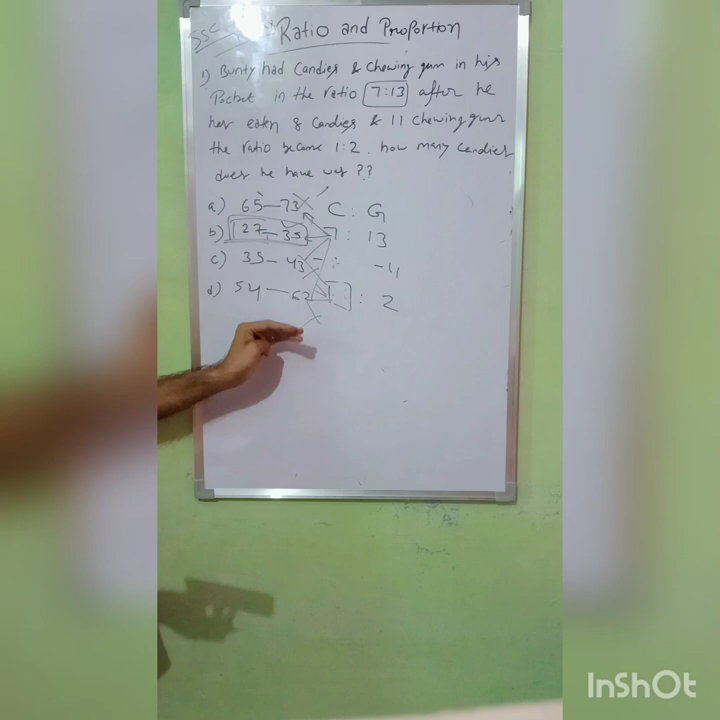 SSC Ratio and Proportion
1) Bunty had Candies & Chewing gum in his
Pocket in the ratio 7:13 after he
has eaten 8 Candies & 11 Chewing gums
the ratio became 1:2. how many Candies
does he have was ??
a) 65—73 C : G
b) 27—35 7 : 13
c) 35—43 -11
d) 54—62 1 : 2
InShOt